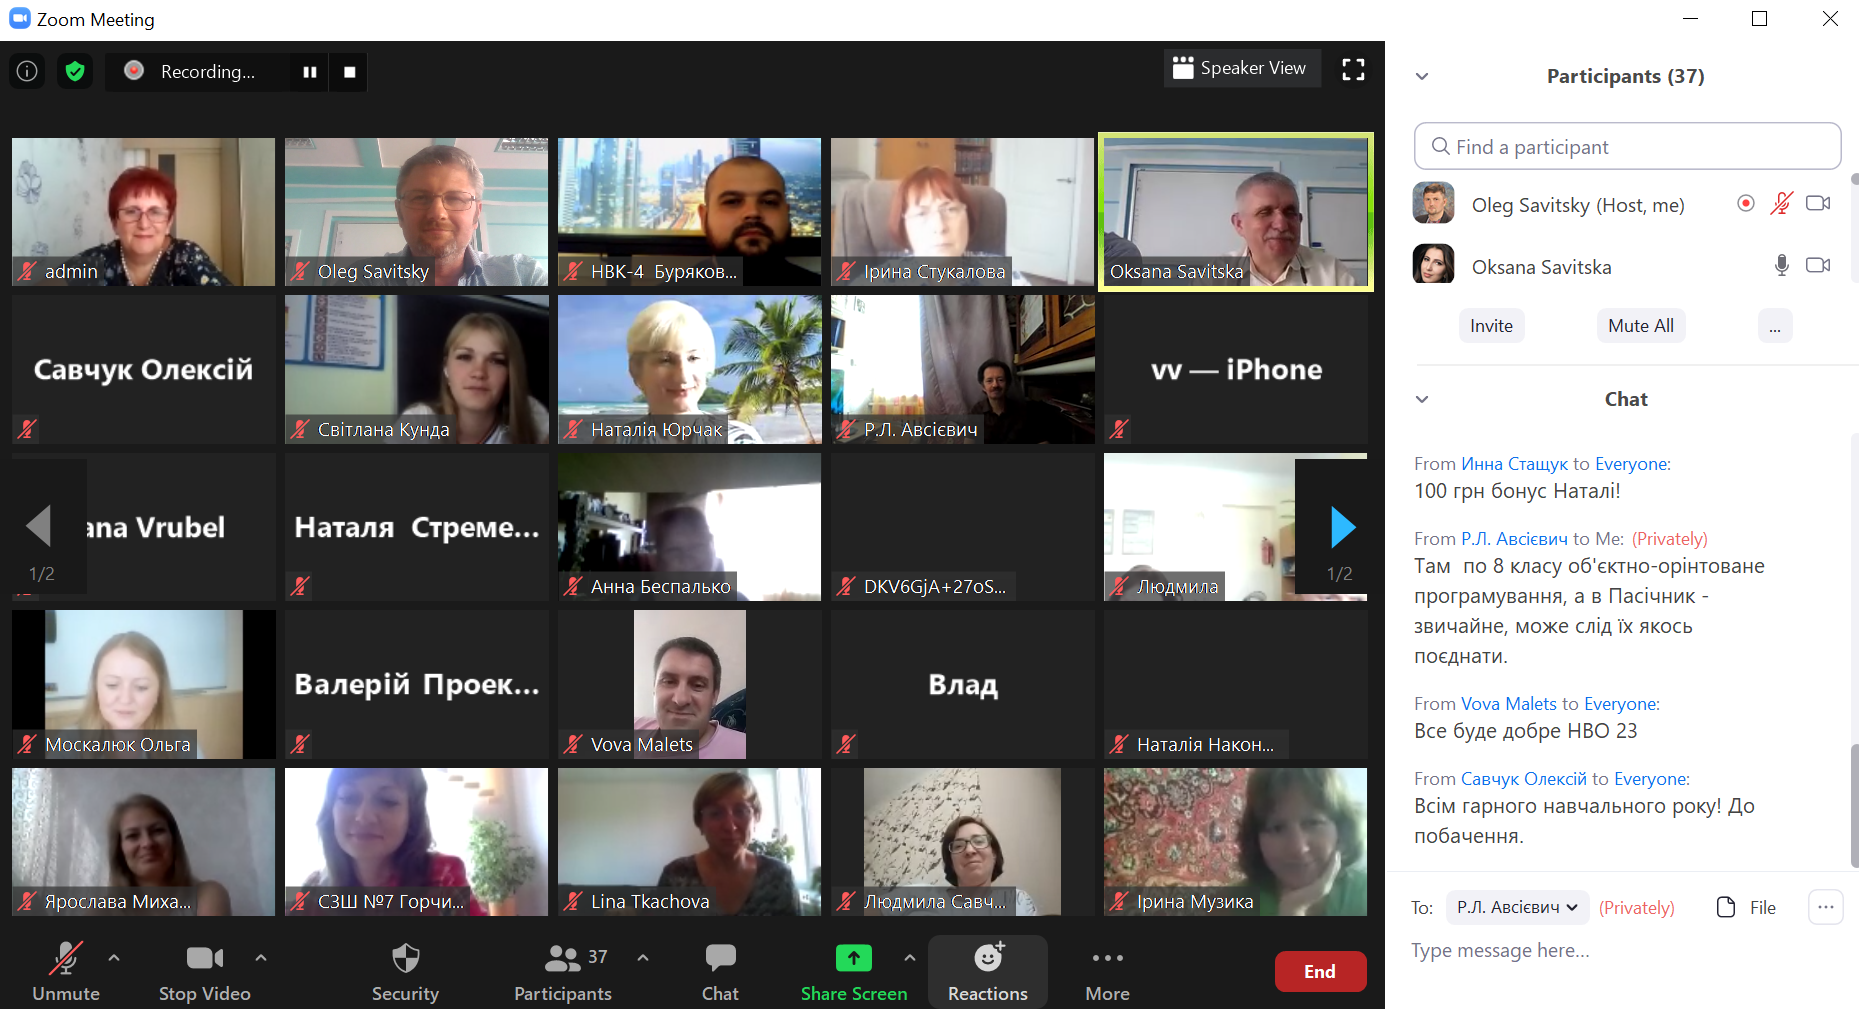 Zoom Meeting
Recording...
Speaker View
admin
Oleg Savitsky
НВК-4 Буряков...
Ірина Стукалова
Oksana Savitska
Савчук Олексій
Світлана Кунда
Наталія Юрчак
Р.Л. Авсієвич
vv — iPhone
ana Vrubel
1/2
Наталя Стреме...
Анна Беспалько
DKV6GjA+27oS...
Людмила
1/2
Москалюк Ольга
Валерій Проек...
Vova Malets
Влад
Наталія Након...
Ярослава Миха...
СЗШ №7 Горчи...
Lina Tkachova
Людмила Савч...
Ірина Музика
Unmute
Stop Video
Security
37
Participants
Chat
Share Screen
Reactions
More
End
Participants (37)
Find a participant
Oleg Savitsky (Host, me)
Oksana Savitska
Invite
Mute All
...
Chat
From Инна Стащук to Everyone:
100 грн бонус Наталі!
From Р.Л. Авсієвич to Me: (Privately)
Там по 8 класу об'єктно-орінтоване
програмування, а в Пасічник -
звичайне, може слід їх якось
поєднати.
From Vova Malets to Everyone:
Все буде добре НВО 23
From Савчук Олексій to Everyone:
Всім гарного навчального року! До
побачення.
To: Р.Л. Авсієвич (Privately) File
Type message here...